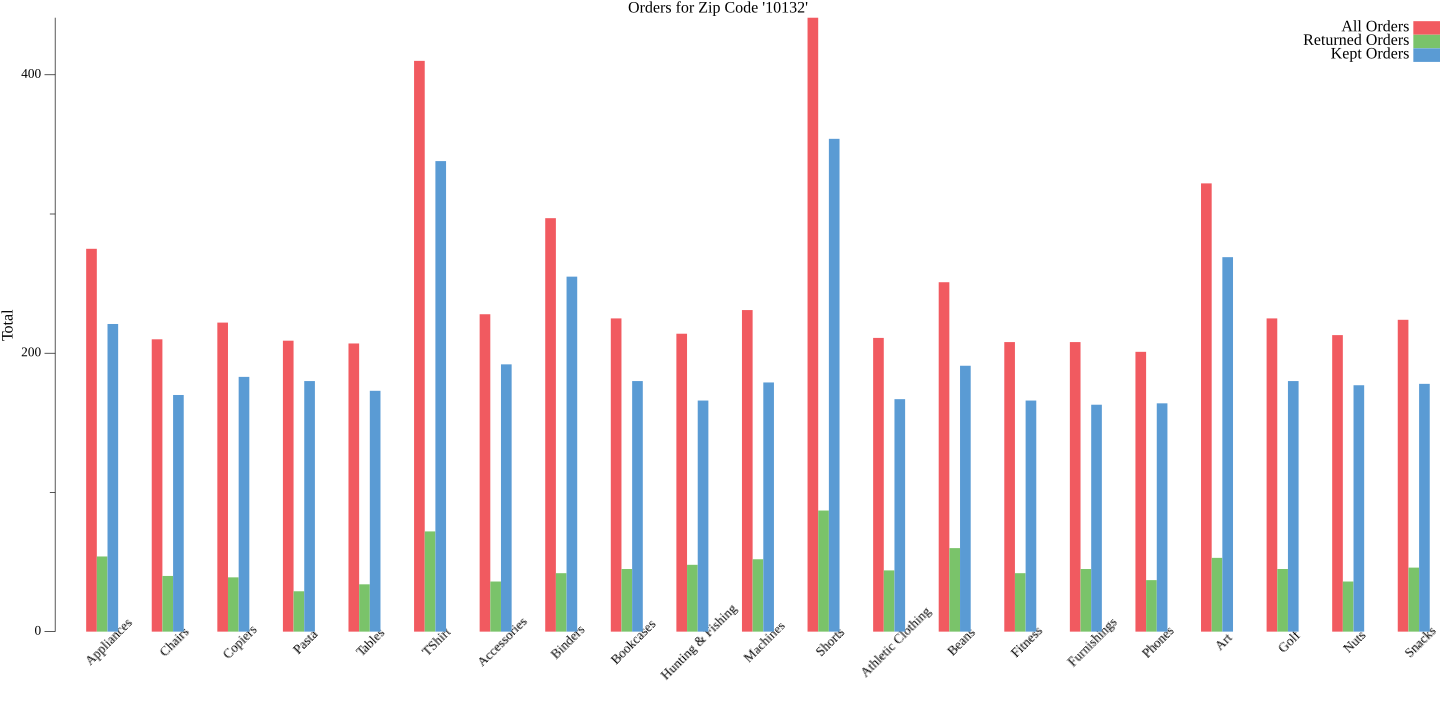 Orders for Zip Code '10132'
All Orders
Returned Orders
Kept Orders
Total
400
200
0
Appliances
Chairs
Copiers
Pasta
Tables
TShirt
Accessories
Binders
Bookcases
Hunting & Fishing
Machines
Shorts
Athletic Clothing
Beans
Fitness
Furnishings
Phones
Art
Golf
Nuts
Snacks